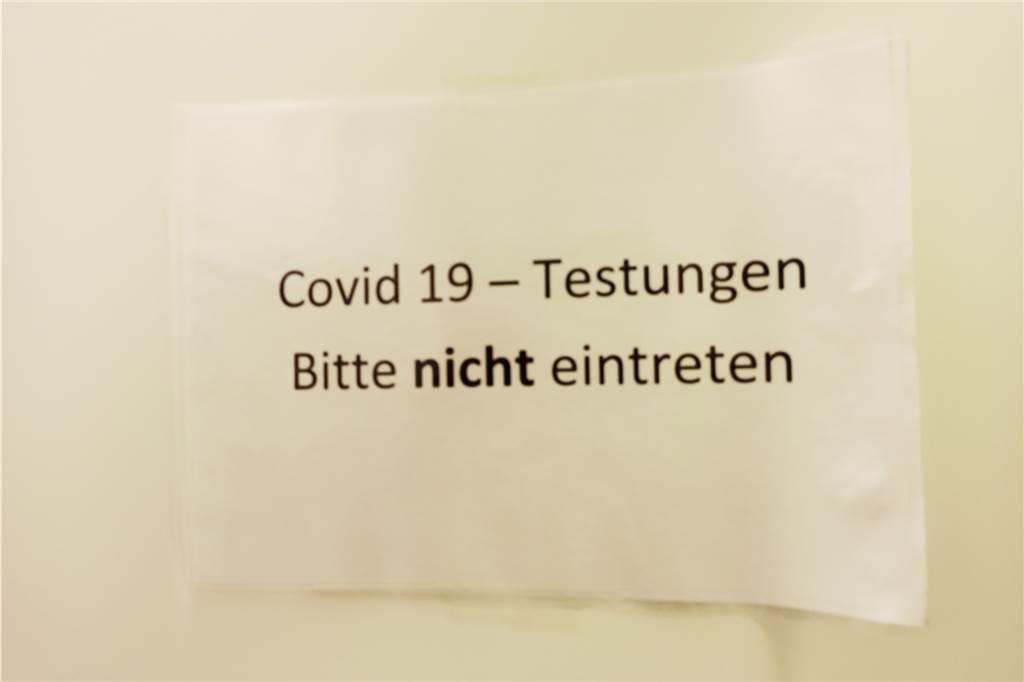 Covid 19 – Testungen
Bitte nicht eintreten